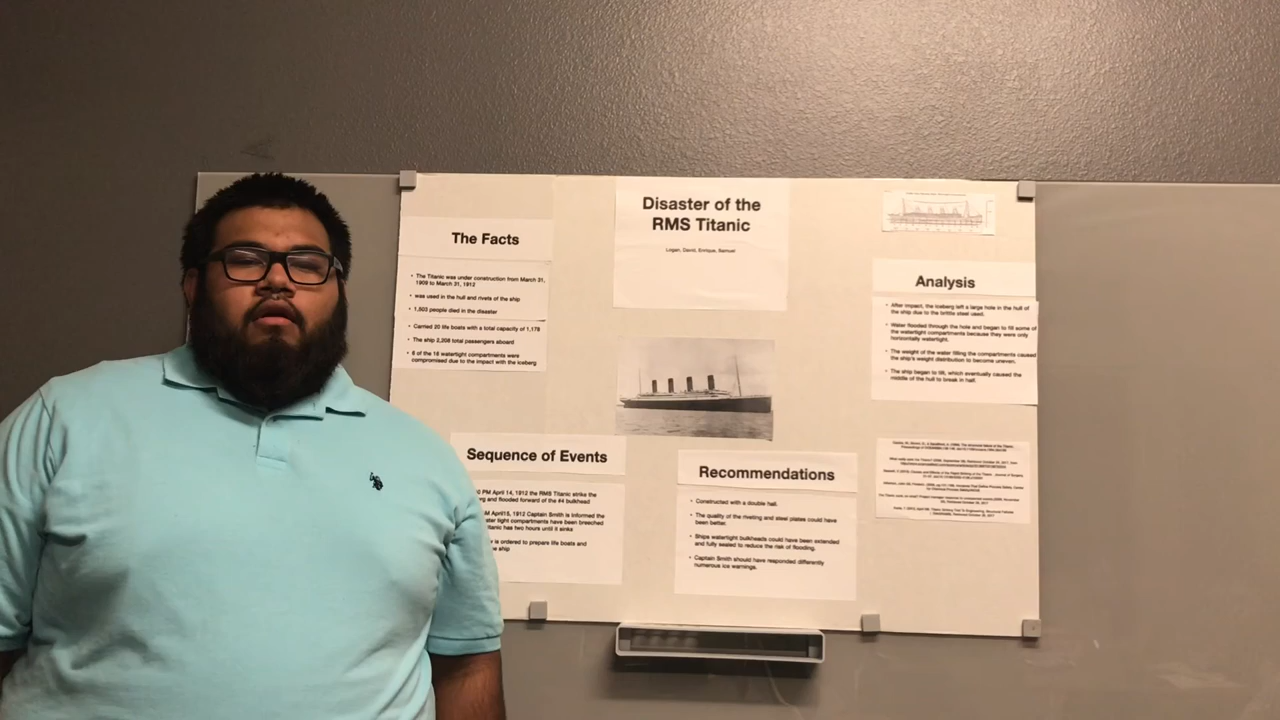 Disaster of the
RMS Titanic
Logan, David, Enrique, Samuel
The Facts
• The Titanic was under construction from March 31,
1909 to March 31, 1912
• was used in the hull and rivets of the ship
• 1,503 people died in the disaster
• Carried 20 life boats with a total capacity of 1,178
• The ship 2,208 total passengers aboard
• 6 of the 16 watertight compartments were
compromised due to the impact with the iceberg
Sequence of Events
PM April 14, 1912 the RMS Titanic strike the
and flooded forward of the #4 bulkhead
April15, 1912 Captain Smith is informed the
tight compartments have been breached
has two hours until it sinks
is ordered to prepare life boats and
ship
Recommendations
• Constructed with a double hall.
• The quality of the riveting and steel plates could have
been better.
• Ships watertight bulkheads could have been extended
and fully sealed to reduce the risk of flooding.
• Captain Smith should have responded differently
numerous ice warnings.
Analysis
• After impact, the iceberg left a large hole in the hull of
the ship due to the brittle steel used.
• Water flooded through the hole and began to fill some of
the watertight compartments because they were only
horizontally watertight.
• The weight of the water filling the compartments caused
the ship's weight distribution to become uneven.
• The ship began to tilt, which eventually caused the
middle of the hull to break in half.